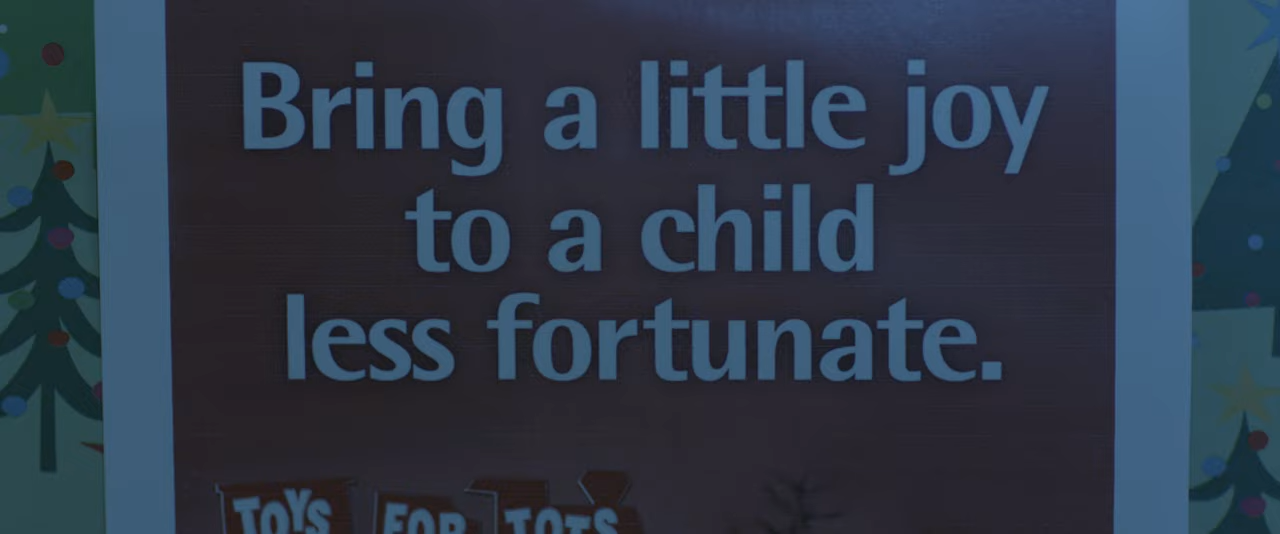 Bring a little joy
to a child
less fortunate.
TOYS FOR TOTS